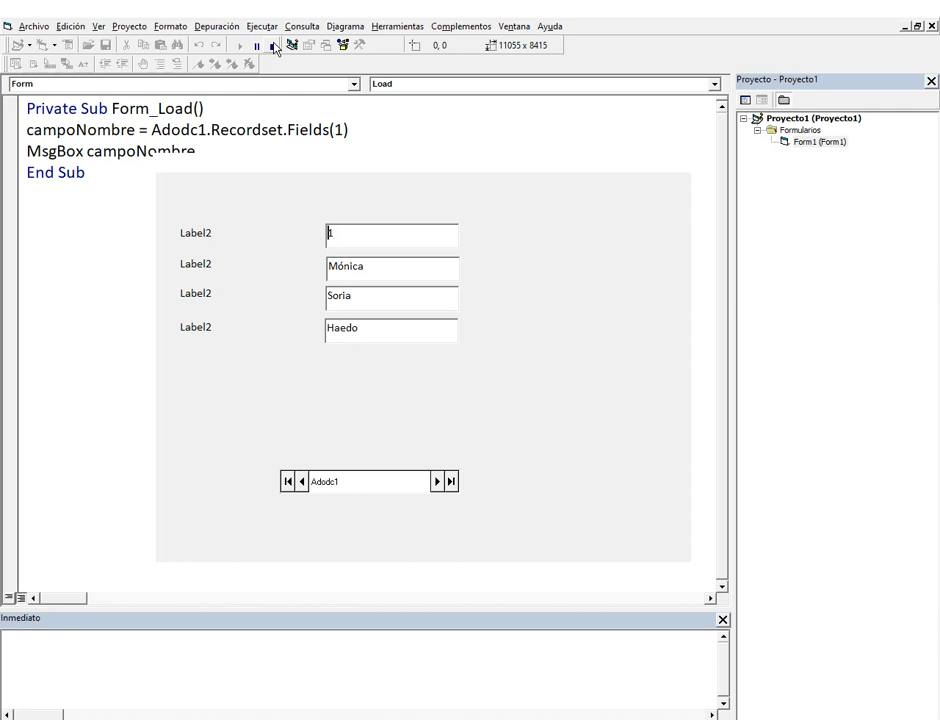 Archivo Edición Ver Proyecto Formato Depuración Ejecutar Consulta Diagrama Herramientas Complementos Ventana Ayuda
0, 0 11055 x 8415
Form Load
Proyecto - Proyecto1
Private Sub Form_Load()
campoNombre = Adodc1.Recordset.Fields(1)
MsgBox campoNombre
End Sub
Proyecto1 (Proyecto1)
Formularios
Form1 (Form1)
Label2 1
Label2 Mónica
Label2 Soria
Label2 Haedo
Adodc1
Inmediato